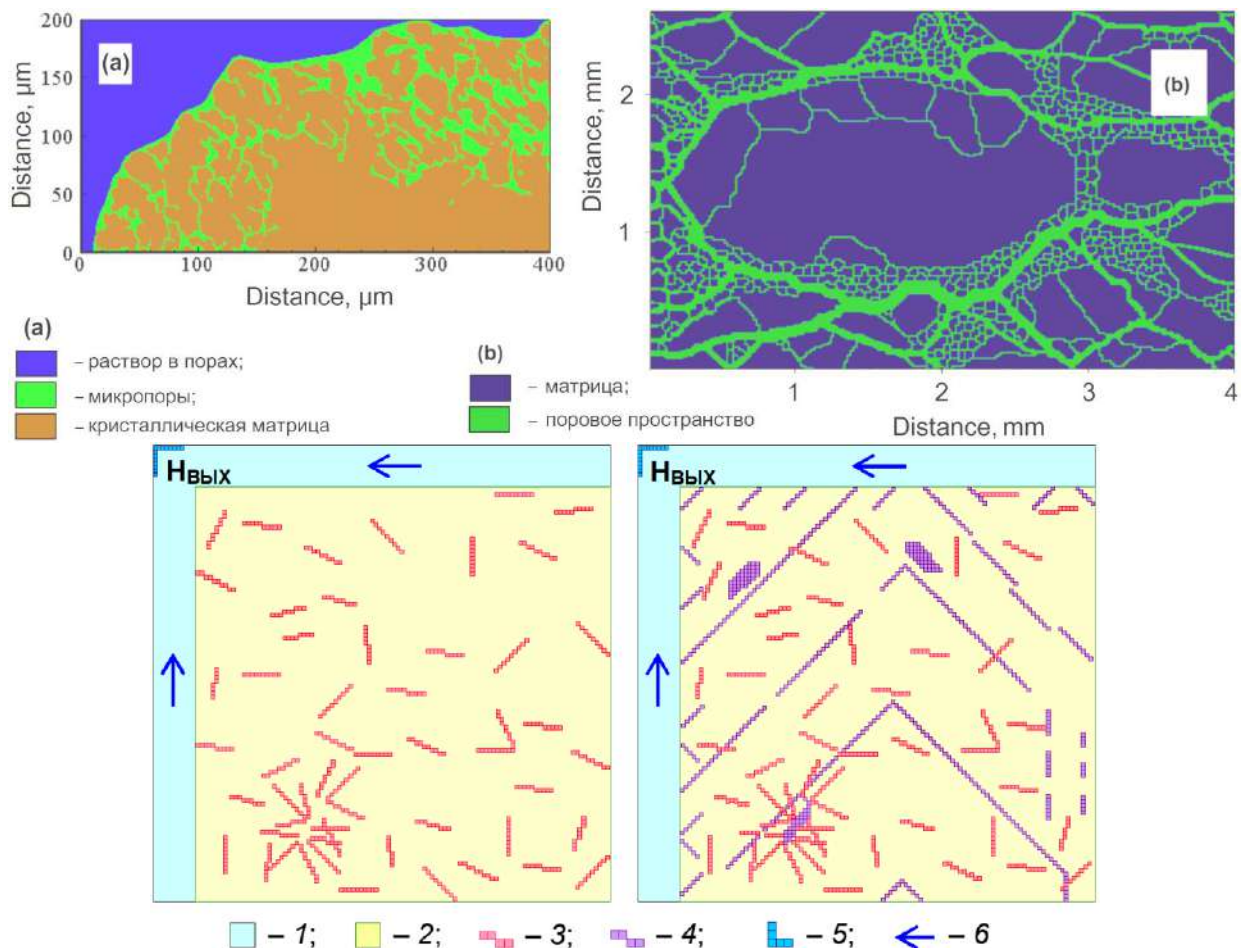 (a)
Distance, µm
200
150
100
50
0
0
100
200
300
400
Distance, µm
(b)
Distance, mm
2
1
1
2
3
4
Distance, mm
(a)
– раствор в порах;
– микропоры;
– кристаллическая матрица
(b)
– матрица;
– поровое пространство
HВЫХ
HВЫХ
– 1; – 2; – 3; – 4; – 5; – 6